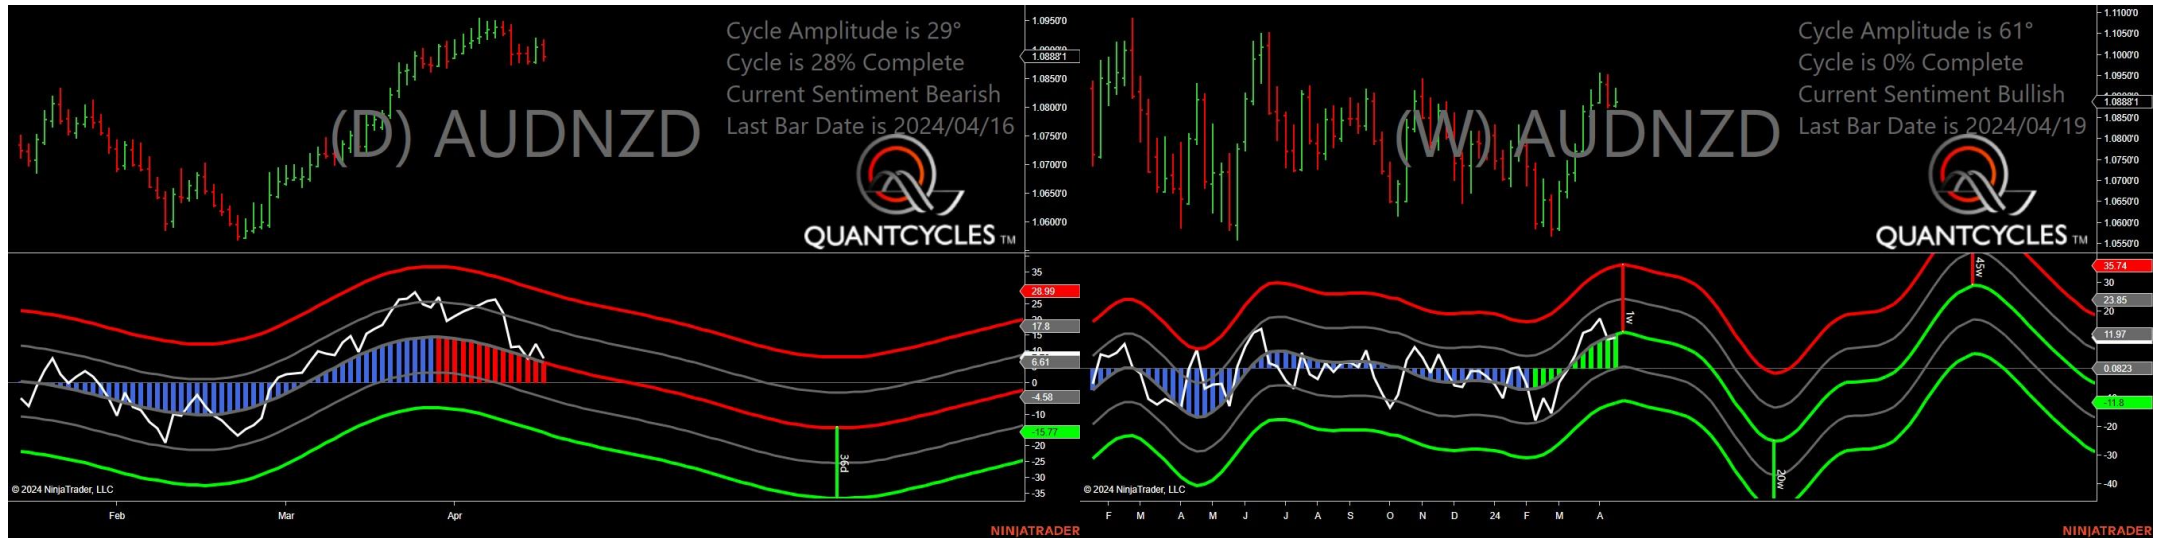 Cycle Amplitude is 29°
Cycle is 28% Complete
Current Sentiment Bearish
Last Bar Date is 2024/04/16
(D) AUDNZD
QUANTCYCLES TM
1.0950'0
1.0888'1
1.0850'0
1.0800'0
1.0750'0
1.0700'0
1.0650'0
1.0600'0
35
28.99
25
17.8
15
6.61
0
-4.58
-10
-15.77
-20
-25
-30
-35
36d
© 2024 NinjaTrader, LLC
Feb
Mar
Apr
NINJATRADER
Cycle Amplitude is 61°
Cycle is 0% Complete
Current Sentiment Bullish
Last Bar Date is 2024/04/19
(W) AUDNZD
QUANTCYCLES TM
1.1100'0
1.1050'0
1.1000'0
1.0950'0
1.0888'1
1.0850'0
1.0800'0
1.0750'0
1.0700'0
1.0650'0
1.0600'0
1.0550'0
35.74
30
23.85
20
11.97
0.0823
-11.8
-20
-30
-40
1w
20w
45w
© 2024 NinjaTrader, LLC
F
M
A
M
J
J
A
S
O
N
D
24
F
M
A
NINJATRADER